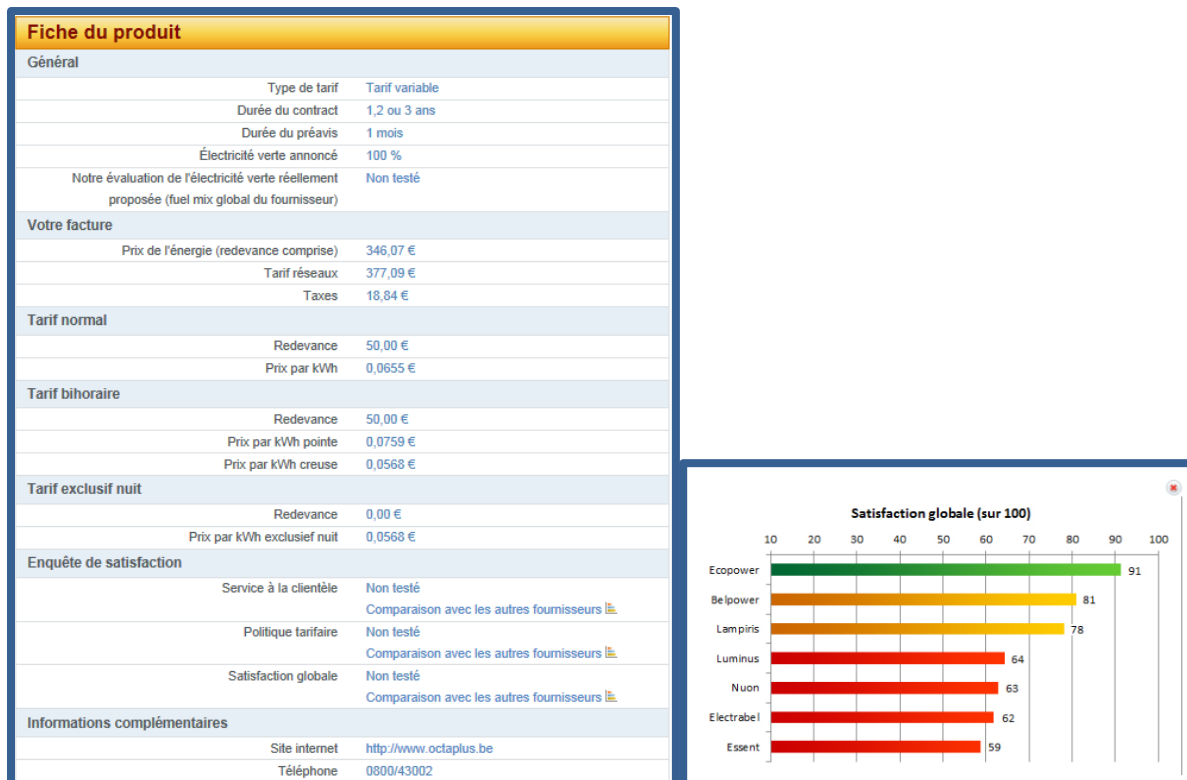 Fiche du produit
Général
Type de tarif Tarif variable
Durée du contract 1,2 ou 3 ans
Durée du préavis 1 mois
Électricité verte annoncé 100 %
Notre évaluation de l'électricité verte réellement Non testé
proposée (fuel mix global du fournisseur)
Votre facture
Prix de l'énergie (redevance comprise) 346,07 €
Tarif réseaux 377,09 €
Taxes 18,84 €
Tarif normal
Redevance 50,00 €
Prix par kWh 0,0655 €
Tarif bihoraire
Redevance 50,00 €
Prix par kWh pointe 0,0759 €
Prix par kWh creuse 0,0568 €
Tarif exclusif nuit
Redevance 0,00 €
Prix par kWh exclusief nuit 0,0568 €
Enquête de satisfaction
Service à la clientèle Non testé
Comparaison avec les autres fournisseurs
Politique tarifaire Non testé
Comparaison avec les autres fournisseurs
Satisfaction globale Non testé
Comparaison avec les autres fournisseurs
Informations complémentaires
Site internet http://www.octaplus.be
Téléphone 0800/43002
Satisfaction globale (sur 100)
10 20 30 40 50 60 70 80 90 100
Ecopower 91
Belpower 81
Lampiris 78
Luminus 64
Nuon 63
Electrabel 62
Essent 59